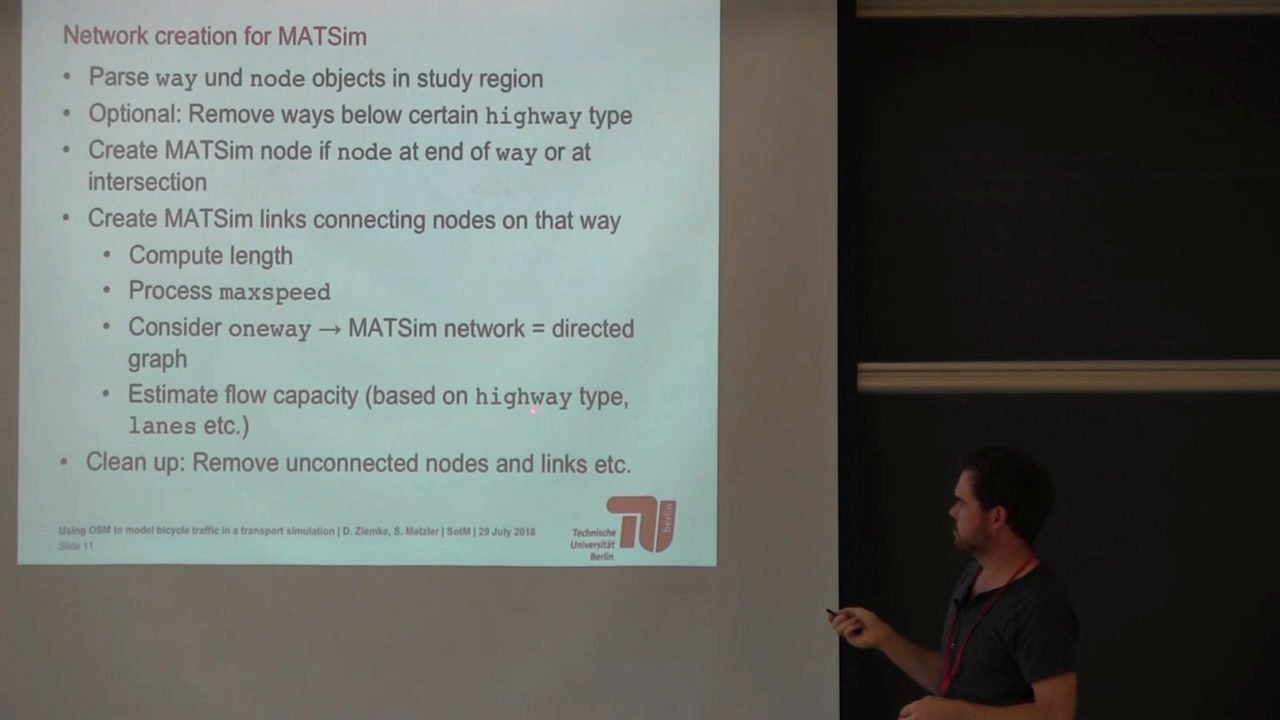 Network creation for MATSim
• Parse way und node objects in study region
• Optional: Remove ways below certain highway type
• Create MATSim node if node at end of way or at
intersection
• Create MATSim links connecting nodes on that way
• Compute length
• Process maxspeed
• Consider oneway → MATSim network = directed
graph
• Estimate flow capacity (based on highway type,
lanes etc.)
• Clean up: Remove unconnected nodes and links etc.
Using OSM to model bicycle traffic in a transport simulation | D. Ziemke, S. Metzler | SotM | 29 July 2018
Slide 11
Technische
Universität
Berlin
berlin